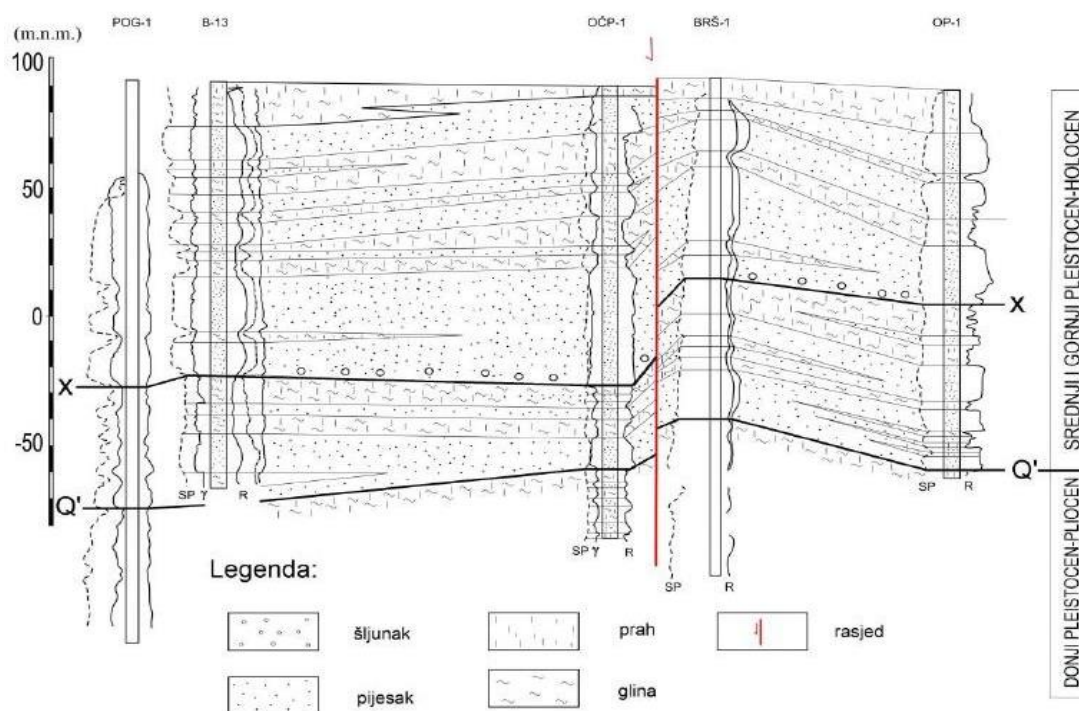 POG-1 B-13 OČP-1 BRŠ-1 OP-1
(m.n.m.)
100
50
0
-50
X
X
Q'
Q'
SP γ R
SP γ R
SP R
SP R
SREDNJI I GORNJI PLEISTOCEN-HOLOCEN
DONJI PLEISTOCEN-PLIOCEN
Legenda:
šljunak
prah
rasjed
pijesak
glina